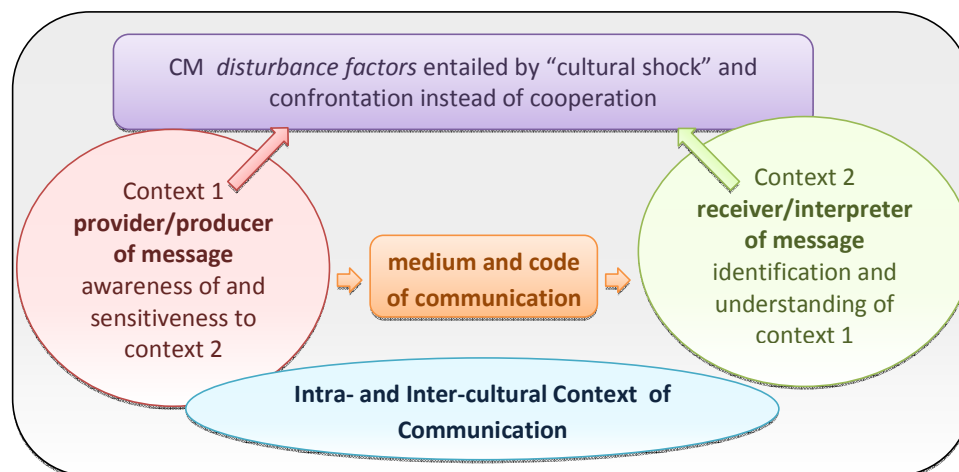 CM disturbance factors entailed by “cultural shock” and
confrontation instead of cooperation
Context 1
provider/producer
of message
awareness of and
sensitiveness to
context 2
medium and code
of communication
Context 2
receiver/interpreter
of message
identification and
understanding of
context 1
Intra- and Inter-cultural Context of
Communication